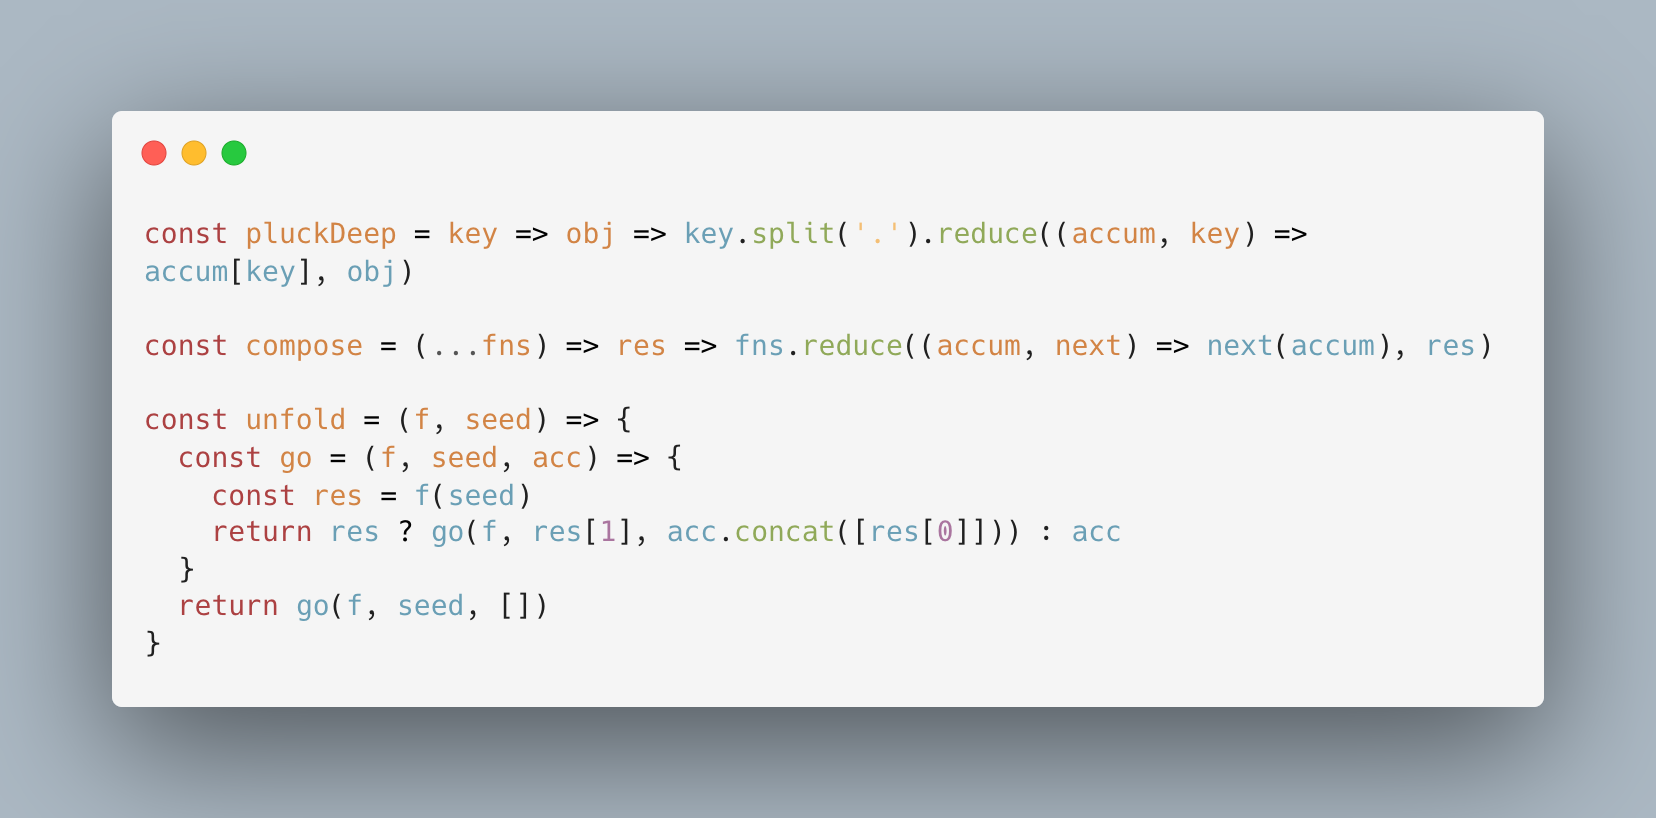 const pluckDeep = key => obj => key.split('.').reduce((accum, key) =>
accum[key], obj)
const compose = (...fns) => res => fns.reduce((accum, next) => next(accum), res)
const unfold = (f, seed) => {
  const go = (f, seed, acc) => {
    const res = f(seed)
    return res ? go(f, res[1], acc.concat([res[0]])) : acc
  }
  return go(f, seed, [])
}